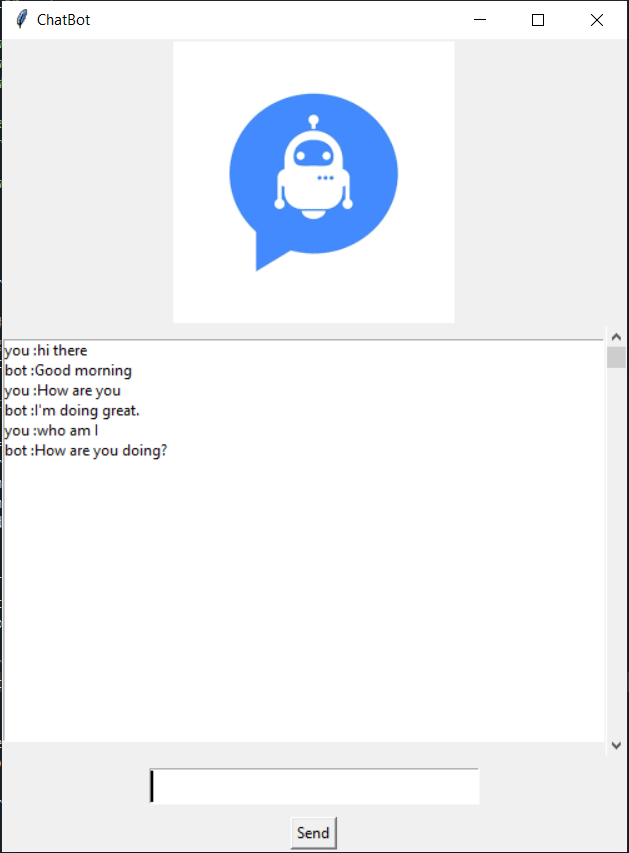 ChatBot
you :hi there
bot :Good morning
you :How are you
bot :I'm doing great.
you :who am I
bot :How are you doing?
Send